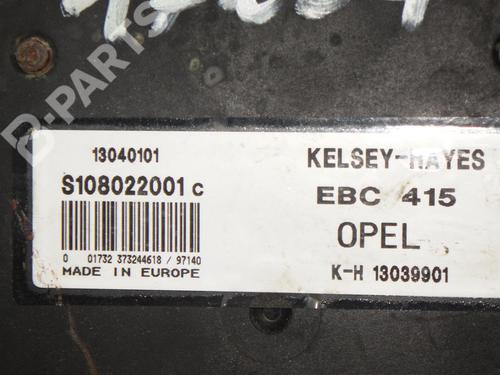 B-PARTS
13040101
S108022001 C
0 01732 373244618 / 97140
MADE IN EUROPE
KELSEY-HAYES
EBC 415
OPEL
K-H 13039901